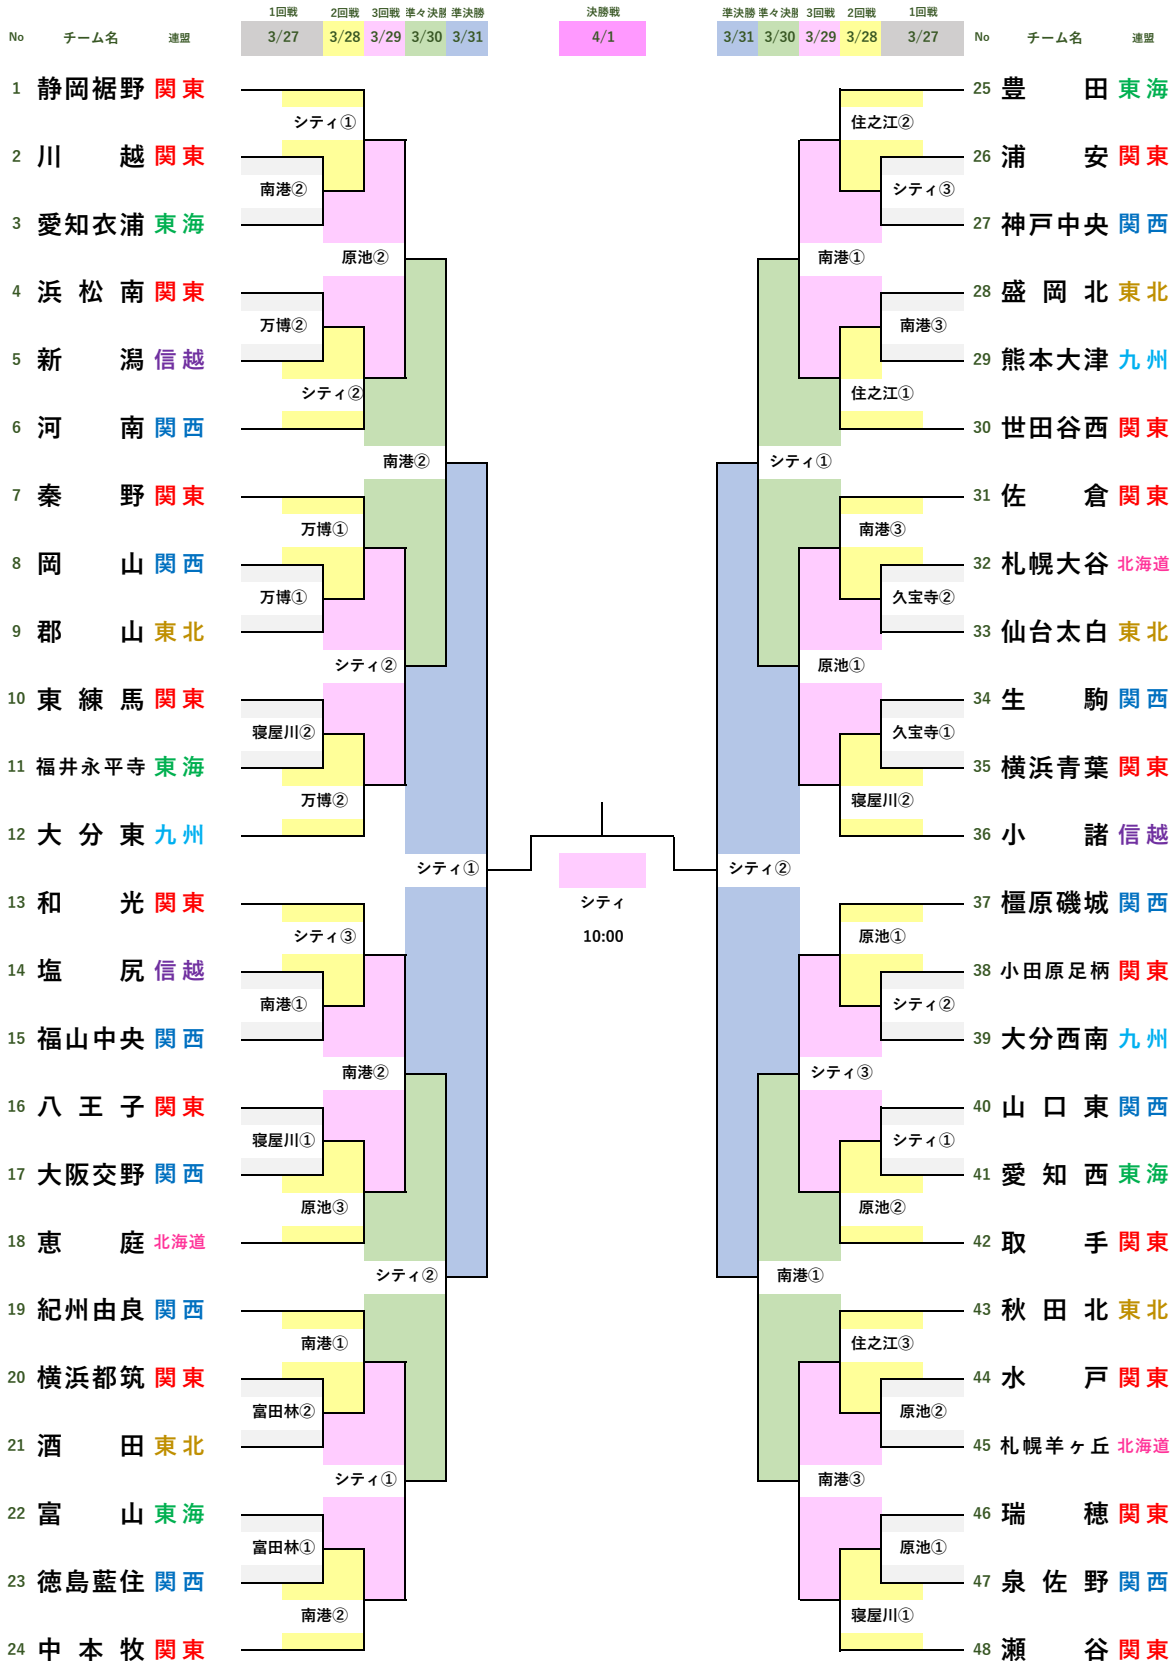 1回戦 2回戦 3回戦 準々決勝 準決勝 決勝戦 準決勝 準々決勝 3回戦 2回戦 1回戦
No チーム名 連盟 3/27 3/28 3/29 3/30 3/31 4/1 3/31 3/30 3/29 3/28 3/27 No チーム名 連盟
1 静岡裾野 関東 25 豊田 東海
シティ① 住之江②
2 川越 関東 26 浦安 関東
南港② シティ③
3 愛知衣浦 東海 27 神戸中央 関西
原池② 南港①
4 浜松南 関東 28 盛岡北 東北
万博② 南港③
5 新潟 信越 29 熊本大津 九州
シティ② 住之江①
6 河南 関西 30 世田谷西 関東
南港② シティ①
7 秦野 関東 31 佐倉 関東
万博① 南港③
8 岡山 関西 32 札幌大谷 北海道
万博① 久宝寺②
9 郡山 東北 33 仙台太白 東北
シティ② 原池①
10 東練馬 関東 34 生駒 関西
寝屋川② 久宝寺①
11 福井永平寺 東海 35 横浜青葉 関東
万博② 寝屋川②
12 大分東 九州 36 小諸 信越
シティ① シティ②
13 和光 関東 シティ 37 橿原磯城 関西
シティ③ 10:00 原池①
14 塩尻 信越 38 小田原足柄 関東
南港① シティ②
15 福山中央 関西 39 大分西南 九州
南港② シティ③
16 八王子 関東 40 山口東 関西
寝屋川① シティ①
17 大阪交野 関西 41 愛知西 東海
原池③ 原池②
18 恵庭 北海道 42 取手 関東
シティ② 南港①
19 紀州由良 関西 43 秋田北 東北
南港① 住之江③
20 横浜都筑 関東 44 水戸 関東
富田林② 原池②
21 酒田 東北 45 札幌羊ヶ丘 北海道
シティ① 南港③
22 富山 東海 46 瑞穂 関東
富田林① 原池①
23 徳島藍住 関西 47 泉佐野 関西
南港② 寝屋川①
24 中本牧 関東 48 瀬谷 関東